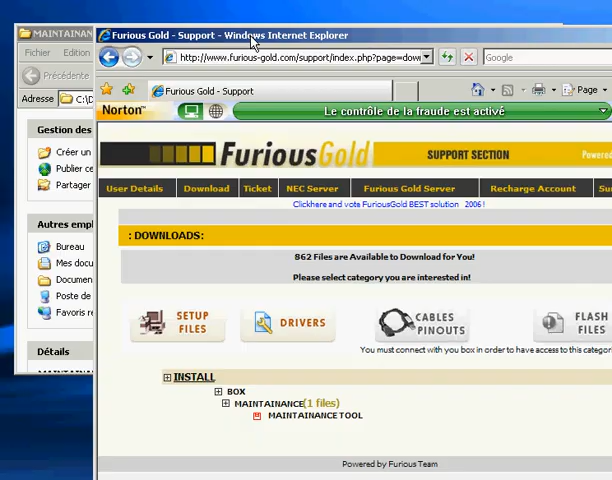 MAINTAINAN
Furious Gold - Support - Windows Internet Explorer
Fichier Edition
http://www.furious-gold.com/support/index.php?page=dow
Google
Précédente
Furious Gold - Support
Page
Adresse C:\D
Norton™
Le contrôle de la fraude est activé
Gestion des
Créer un
Publier ce
Partager
FuriousGold
SUPPORT SECTION
Powere
User Details Download Ticket NEC Server Furious Gold Server Recharge Account Su
Clickhere and vote FuriousGold BEST solution 2006!
Autres empl
Bureau
Mes docu
Documen
Poste de
Favoris r
: DOWNLOADS:
862 Files are Available to Download for You!
Please select category you are interested in!
SETUP FILES
DRIVERS
CABLES PINOUTS
FLASH FILES
You must connect with you box in order to have access to this categori
Détails
INSTALL
BOX
MAINTAINANCE(1 files)
MAINTAINANCE TOOL
Powered by Furious Team